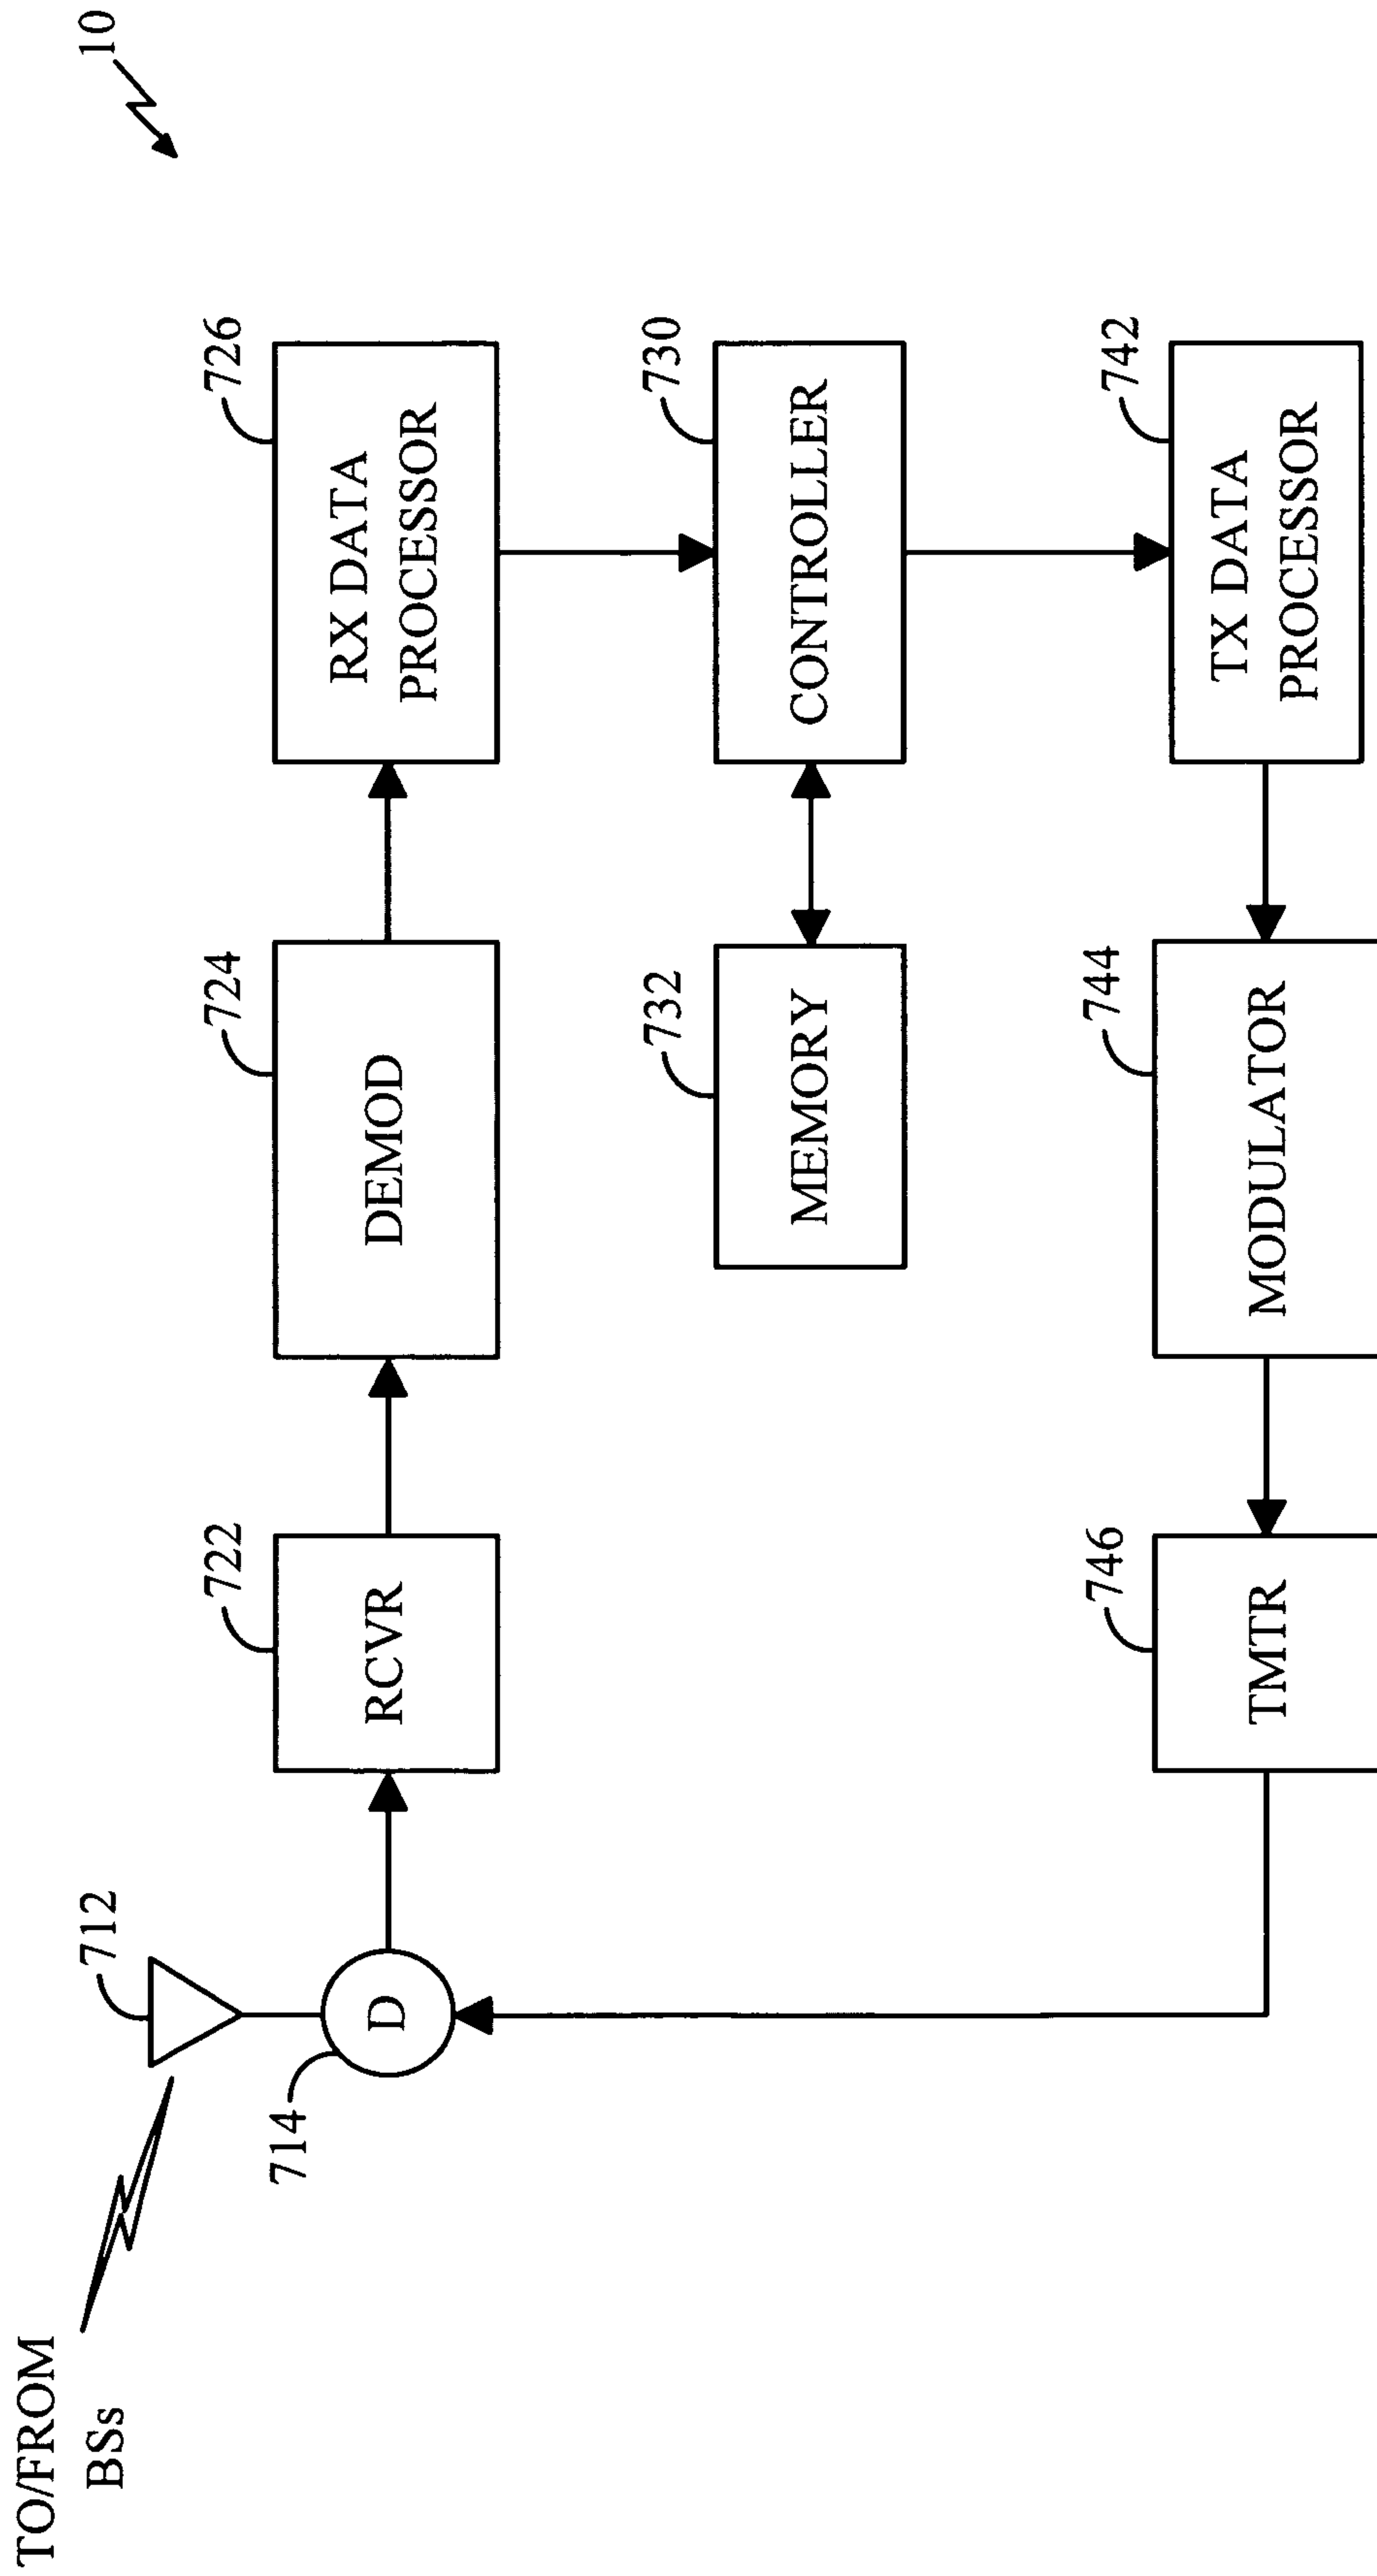 10
TO/FROM
BSs
712
714
D
722
RCVR
724
DEMOD
726
RX DATA
PROCESSOR
732
MEMORY
730
CONTROLLER
746
TMTR
744
MODULATOR
742
TX DATA
PROCESSOR